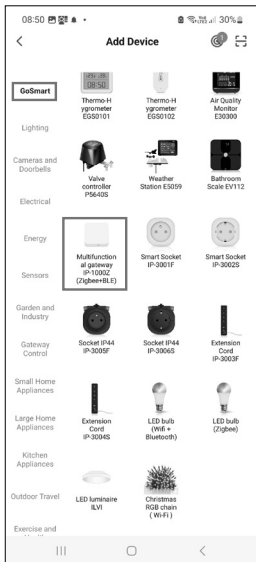 08:50
30%
Add Device
GoSmart
Lighting
Cameras and
Doorbells
Electrical
Energy
Sensors
Garden and
Industry
Gateway
Control
Small Home
Appliances
Large Home
Appliances
Kitchen
Appliances
Outdoor Travel
Exercise and
08:50
Thermo-H
ygrometer
EGS0101
Thermo-H
ygrometer
EGS0102
Air Quality
Monitor
E30300
Valve
controller
P5640S
Weather
Station E5059
Bathroom
Scale EV112
Multifunction
al gateway
IP-1000Z
(Zigbee+BLE)
Smart Socket
IP-3001F
Smart Socket
IP-3002S
Socket IP44
IP-3005F
Socket IP44
IP-3006S
Extension
Cord
IP-3003F
Extension
Cord
IP-3004S
LED bulb
(Wifi +
Bluetooth)
LED bulb
(Zigbee)
LED luminaire
ILVI
Christmas
RGB chain
( Wi-Fi )